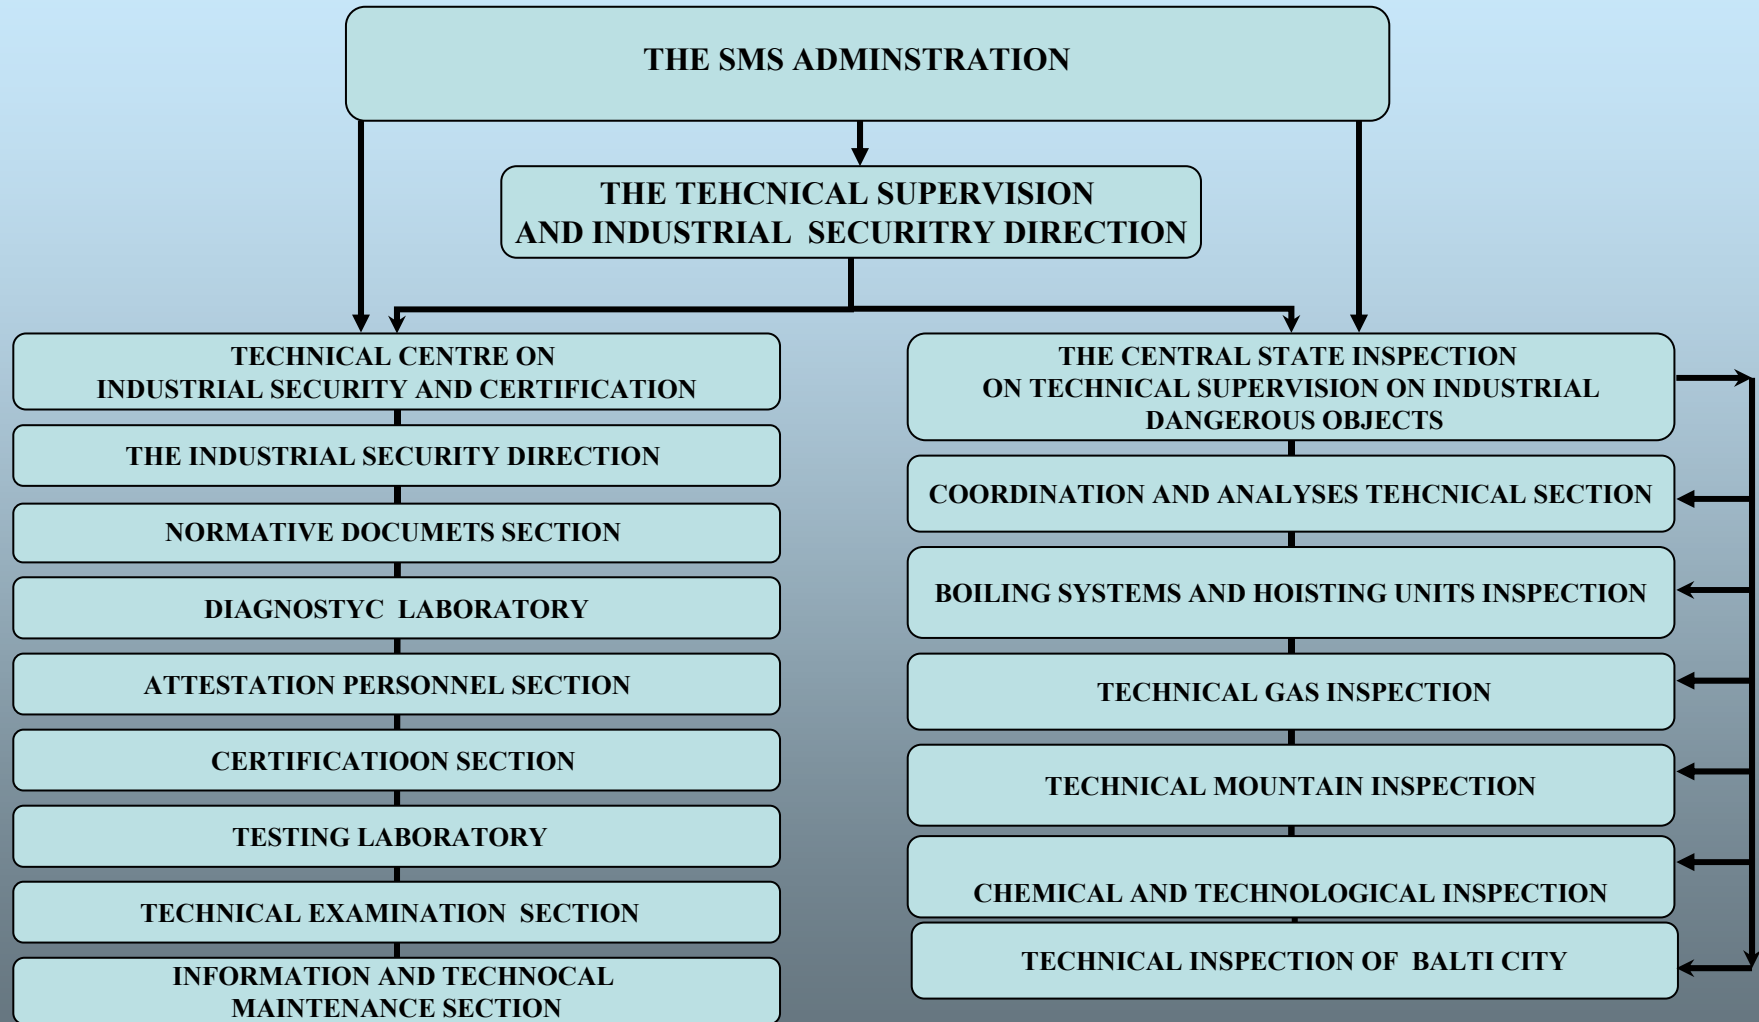 THE SMS ADMINSTRATION
THE TEHCNICAL SUPERVISION
AND INDUSTRIAL SECURITRY DIRECTION
TECHNICAL CENTRE ON
INDUSTRIAL SECURITY AND CERTIFICATION
THE INDUSTRIAL SECURITY DIRECTION
NORMATIVE DOCUMETS SECTION
DIAGNOSTYC LABORATORY
ATTESTATION PERSONNEL SECTION
CERTIFICATIOON SECTION
TESTING LABORATORY
TECHNICAL EXAMINATION SECTION
INFORMATION AND TECHNOCAL
MAINTENANCE SECTION
THE CENTRAL STATE INSPECTION
ON TECHNICAL SUPERVISION ON INDUSTRIAL
DANGEROUS OBJECTS
COORDINATION AND ANALYSES TEHCNICAL SECTION
BOILING SYSTEMS AND HOISTING UNITS INSPECTION
TECHNICAL GAS INSPECTION
TECHNICAL MOUNTAIN INSPECTION
CHEMICAL AND TECHNOLOGICAL INSPECTION
TECHNICAL INSPECTION OF BALTI CITY